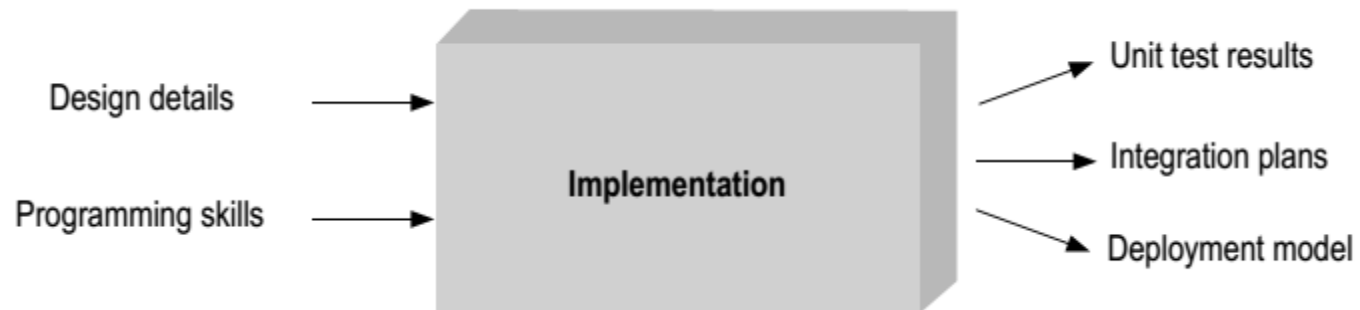 Design details
Programming skills
Implementation
Unit test results
Integration plans
Deployment model